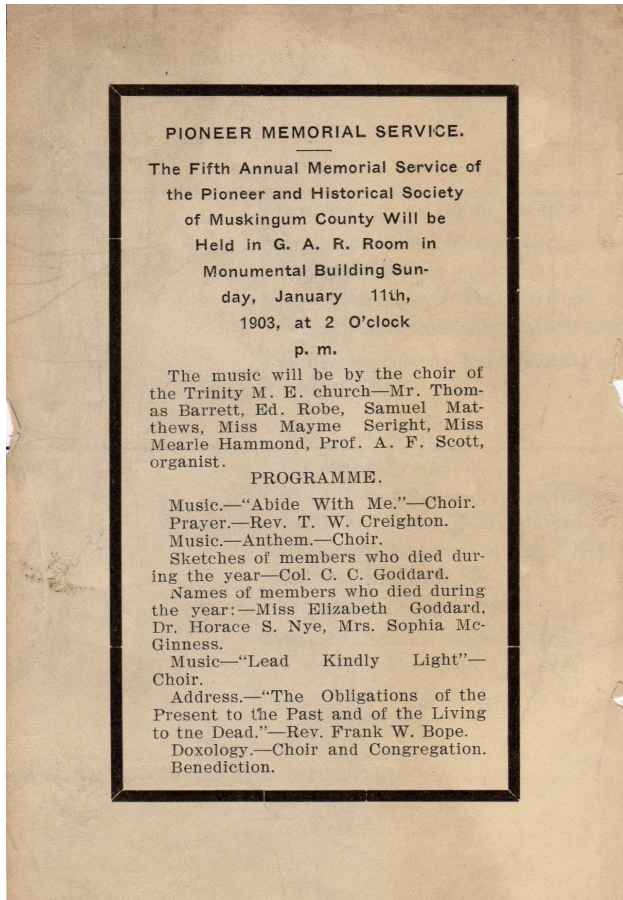 PIONEER MEMORIAL SERVICE.
The Fifth Annual Memorial Service of
the Pioneer and Historical Society
of Muskingum County Will be
Held in G. A. R. Room in
Monumental Building Sun-
day, January 11th,
1903, at 2 O'clock
p. m.
The music will be by the choir of
the Trinity M. E. church—Mr. Thom-
as Barrett, Ed. Robe, Samuel Mat-
thews, Miss Mayme Seright, Miss
Mearle Hammond, Prof. A. F. Scott,
organist.
PROGRAMME.
Music.—“Abide With Me.”—Choir.
Prayer.—Rev. T. W. Creighton.
Music.—Anthem.—Choir.
Sketches of members who died dur-
ing the year—Col. C. C. Goddard.
Names of members who died during
the year:—Miss Elizabeth Goddard,
Dr. Horace S. Nye, Mrs. Sophia Mc-
Ginness.
Music—“Lead Kindly Light”—
Choir.
Address.—“The Obligations of the
Present to the Past and of the Living
to the Dead.”—Rev. Frank W. Bope.
Doxology.—Choir and Congregation.
Benediction.